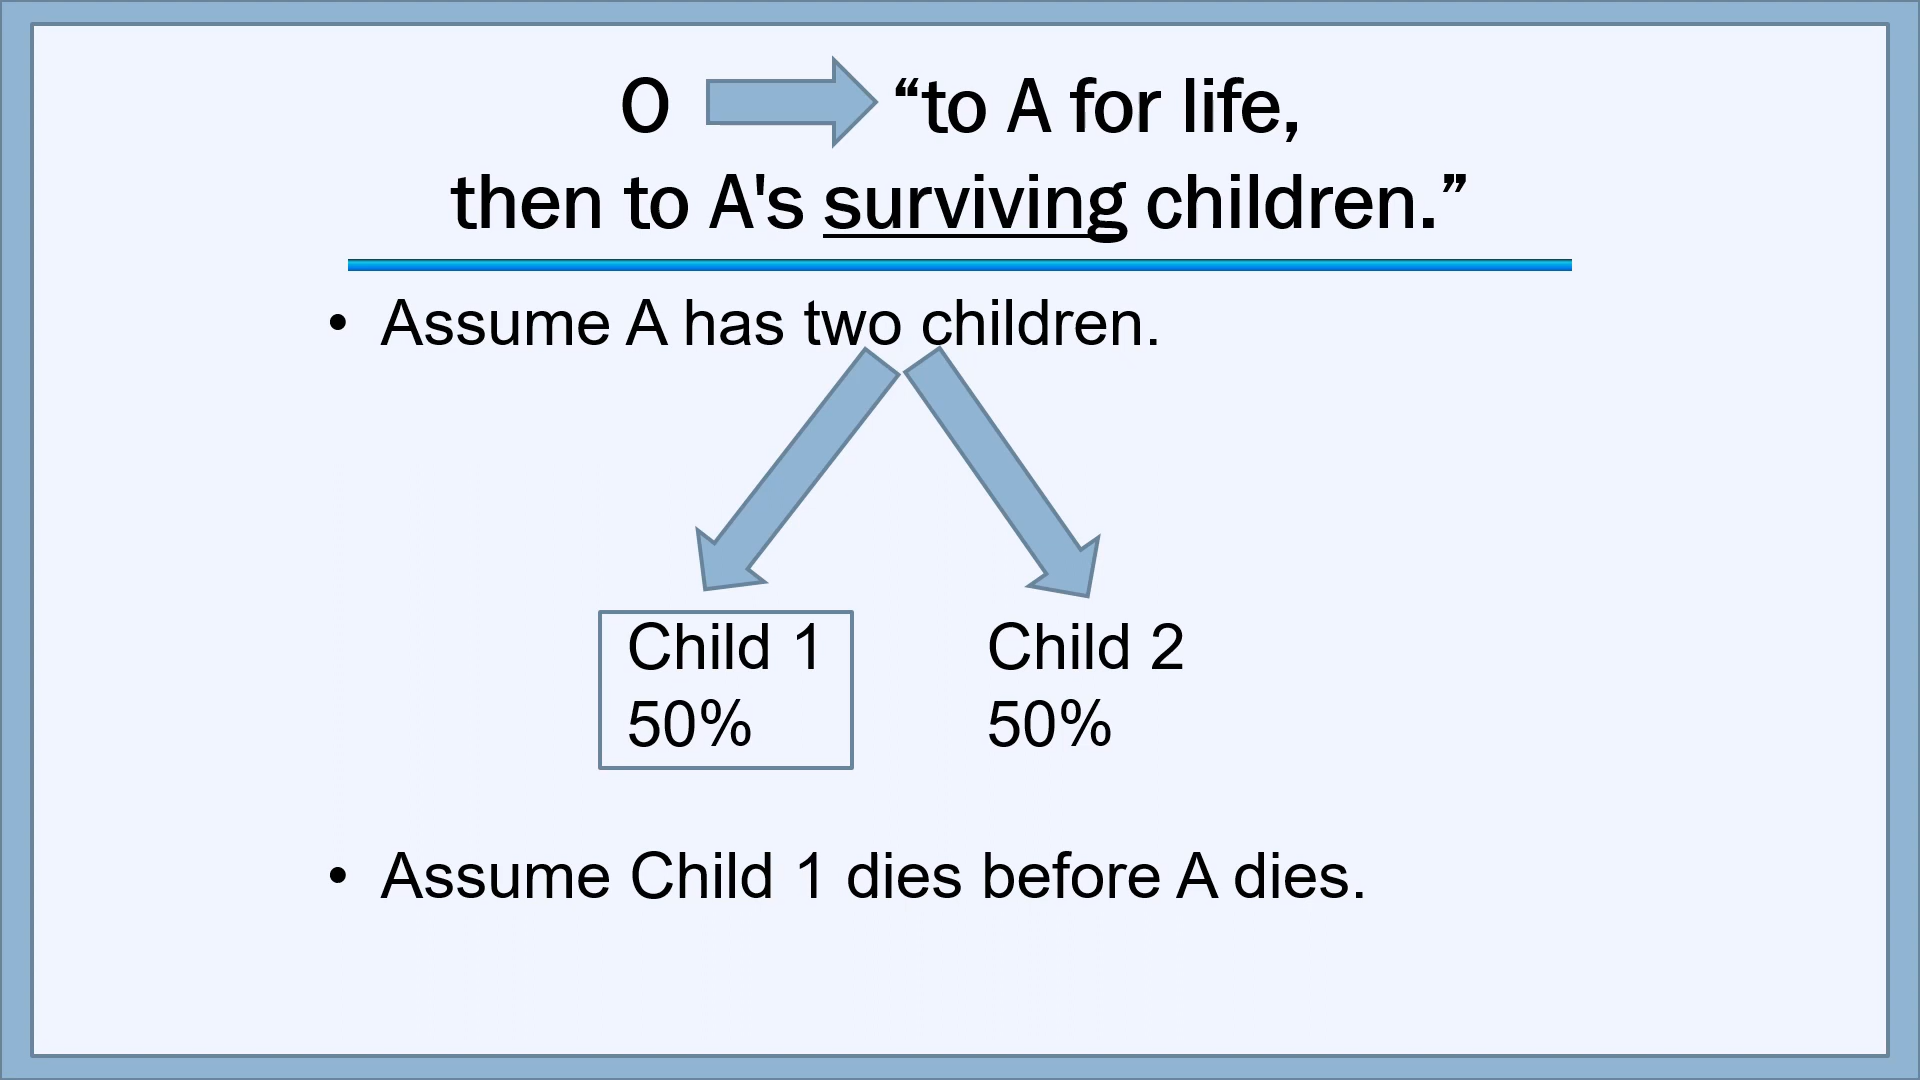 O “to A for life,
then to A's surviving children.”
• Assume A has two children.
Child 1 Child 2
50% 50%
• Assume Child 1 dies before A dies.